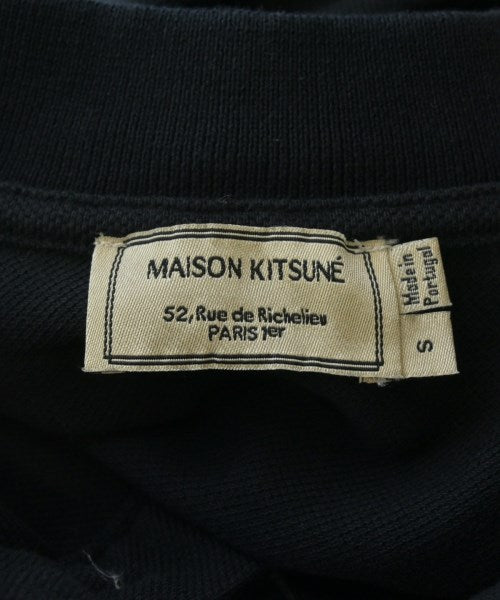 MAISON KITSUNÉ
52, Rue de Richelieu
PARIS 1er
Made in
Portugal
S